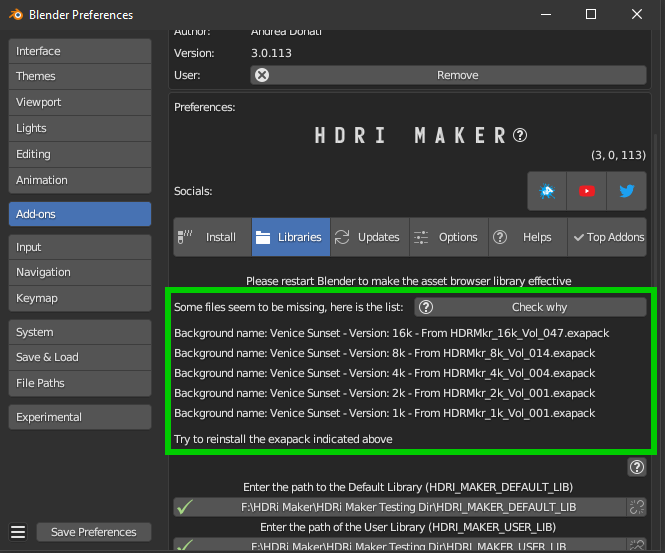 Blender Preferences
Interface
Themes
Viewport
Lights
Editing
Animation
Add-ons
Input
Navigation
Keymap
System
Save & Load
File Paths
Experimental
Save Preferences
Author: Andrea Donati
Version: 3.0.113
User: Remove
Preferences:
HDRI MAKER ?
(3, 0, 113)
Socials:
Install Libraries Updates Options ? Helps Top Addons
Please restart Blender to make the asset browser library effective
Some files seem to be missing, here is the list: ? Check why
Background name: Venice Sunset - Version: 16k - From HDRMkr_16k_Vol_047.exapack
Background name: Venice Sunset - Version: 8k - From HDRMkr_8k_Vol_014.exapack
Background name: Venice Sunset - Version: 4k - From HDRMkr_4k_Vol_004.exapack
Background name: Venice Sunset - Version: 2k - From HDRMkr_2k_Vol_001.exapack
Background name: Venice Sunset - Version: 1k - From HDRMkr_1k_Vol_001.exapack
Try to reinstall the exapack indicated above
?
Enter the path to the Default Library (HDRI_MAKER_DEFAULT_LIB)
F:\HDRi Maker\HDRi Maker Testing Dir\HDRI_MAKER_DEFAULT_LIB
Enter the path of the User Library (HDRI_MAKER_USER_LIB)
F:\HDRi Maker\HDRi Maker Testing Dir\HDRI_MAKER_USER_LIB